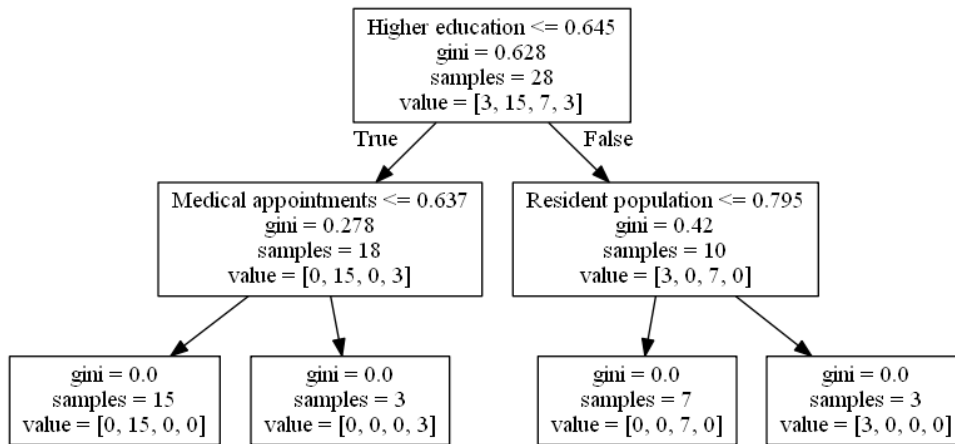 Higher education <= 0.645
gini = 0.628
samples = 28
value = [3, 15, 7, 3]
True
False
Medical appointments <= 0.637
gini = 0.278
samples = 18
value = [0, 15, 0, 3]
Resident population <= 0.795
gini = 0.42
samples = 10
value = [3, 0, 7, 0]
gini = 0.0
samples = 15
value = [0, 15, 0, 0]
gini = 0.0
samples = 3
value = [0, 0, 0, 3]
gini = 0.0
samples = 7
value = [0, 0, 7, 0]
gini = 0.0
samples = 3
value = [3, 0, 0, 0]